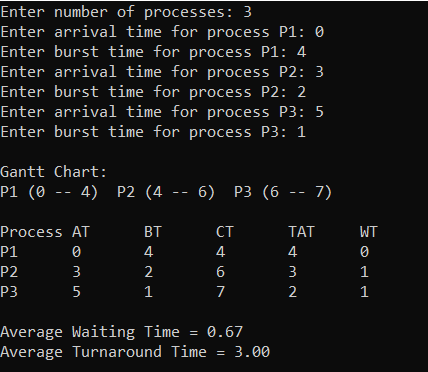 Enter number of processes: 3
Enter arrival time for process P1: 0
Enter burst time for process P1: 4
Enter arrival time for process P2: 3
Enter burst time for process P2: 2
Enter arrival time for process P3: 5
Enter burst time for process P3: 1
Gantt Chart:
P1 (0 -- 4)  P2 (4 -- 6)  P3 (6 -- 7)
Process AT      BT      CT      TAT     WT
P1      0       4       4       4       0
P2      3       2       6       3       1
P3      5       1       7       2       1
Average Waiting Time = 0.67
Average Turnaround Time = 3.00